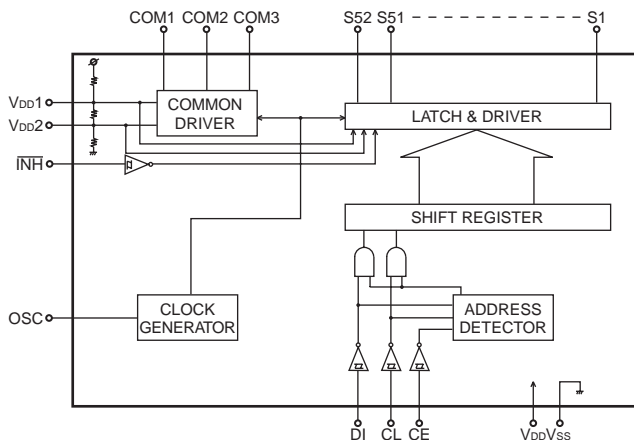 COM1 COM2 COM3 S52 S51 S1
VDD1
VDD2
COMMON
DRIVER
LATCH & DRIVER
INH
SHIFT REGISTER
OSC
CLOCK
GENERATOR
ADDRESS
DETECTOR
DI CL CE VDD VSS